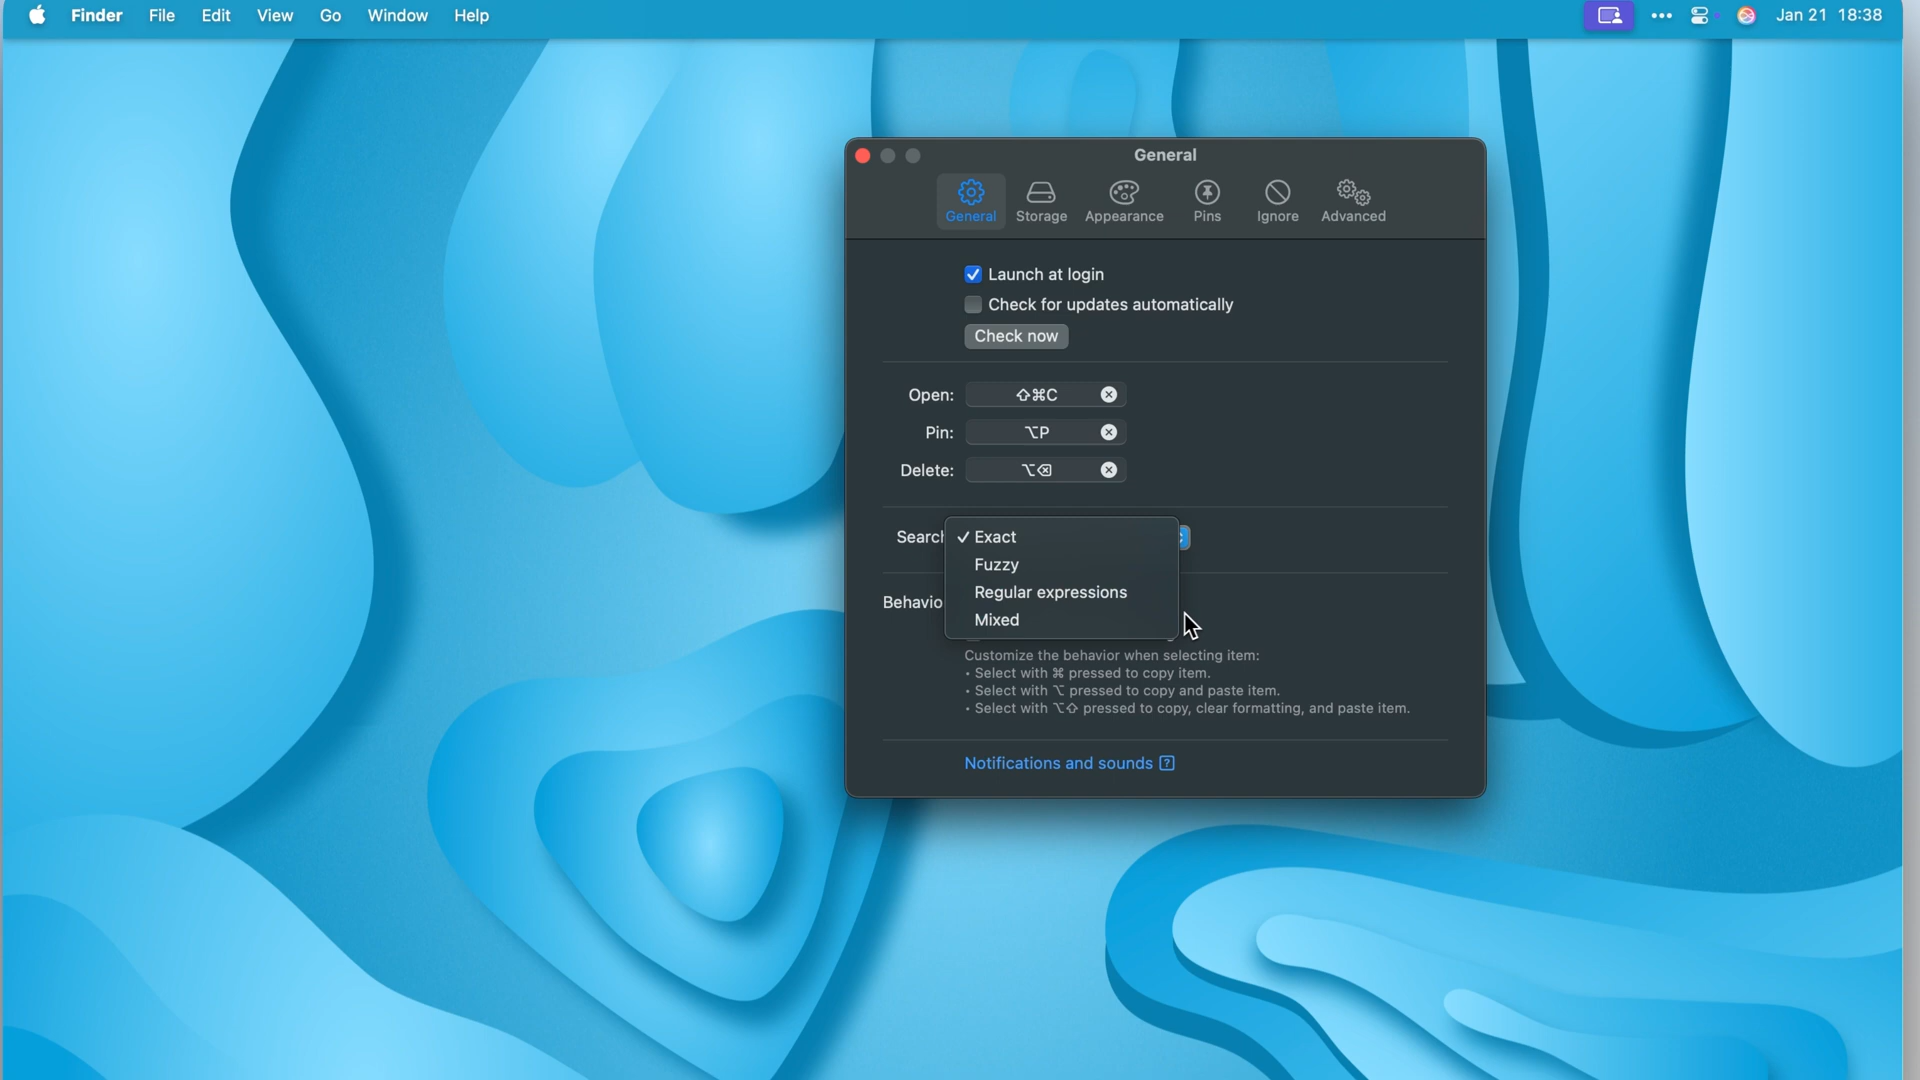 Finder File Edit View Go Window Help
Jan 21 18:38
General
General Storage Appearance Pins Ignore Advanced
Launch at login
Check for updates automatically
Check now
Open: ⇧⌘C
Pin: ⌥P
Delete: ⌥⌫
Search
✓ Exact
Fuzzy
Regular expressions
Mixed
Behavio
Customize the behavior when selecting item:
• Select with ⌘ pressed to copy item.
• Select with ⌥ pressed to copy and paste item.
• Select with ⌥⇧ pressed to copy, clear formatting, and paste item.
Notifications and sounds ?